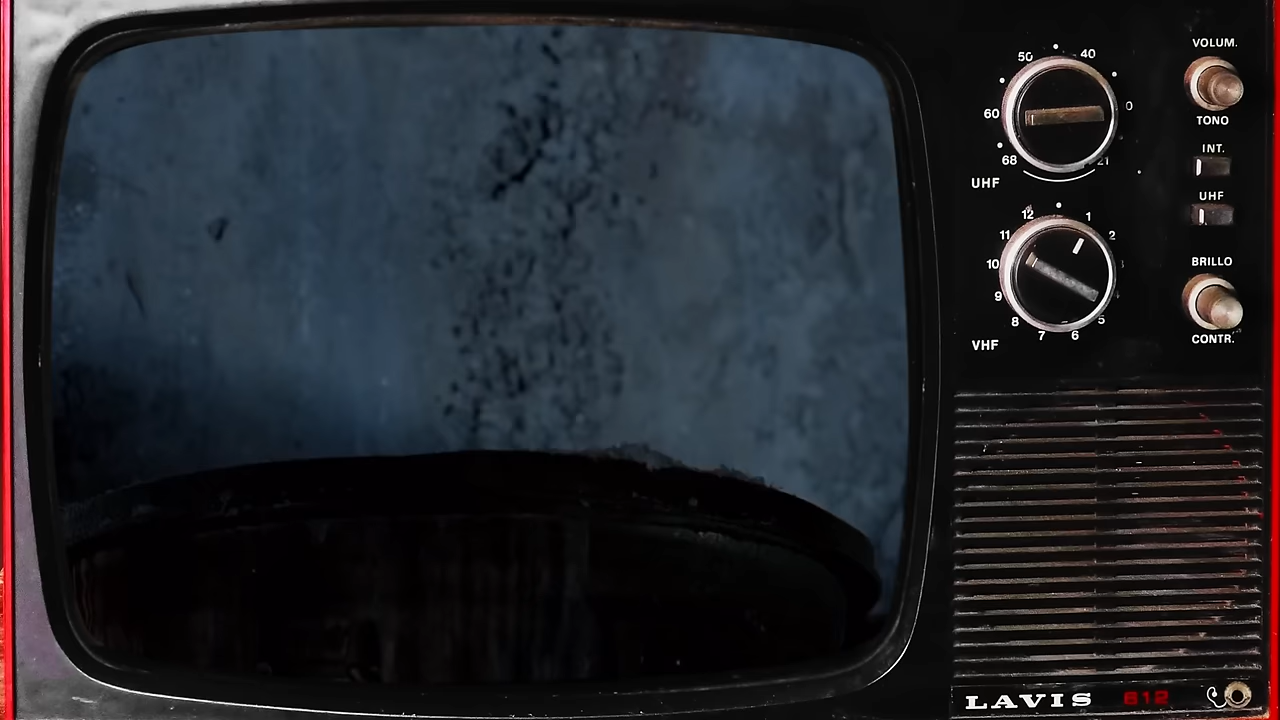 50 40
60 0
68 21
UHF
12 1
11 2
10
9
8 5
7 6
VHF
VOLUM.
TONO
INT.
UHF
BRILLO
CONTR.
LAVIS 612